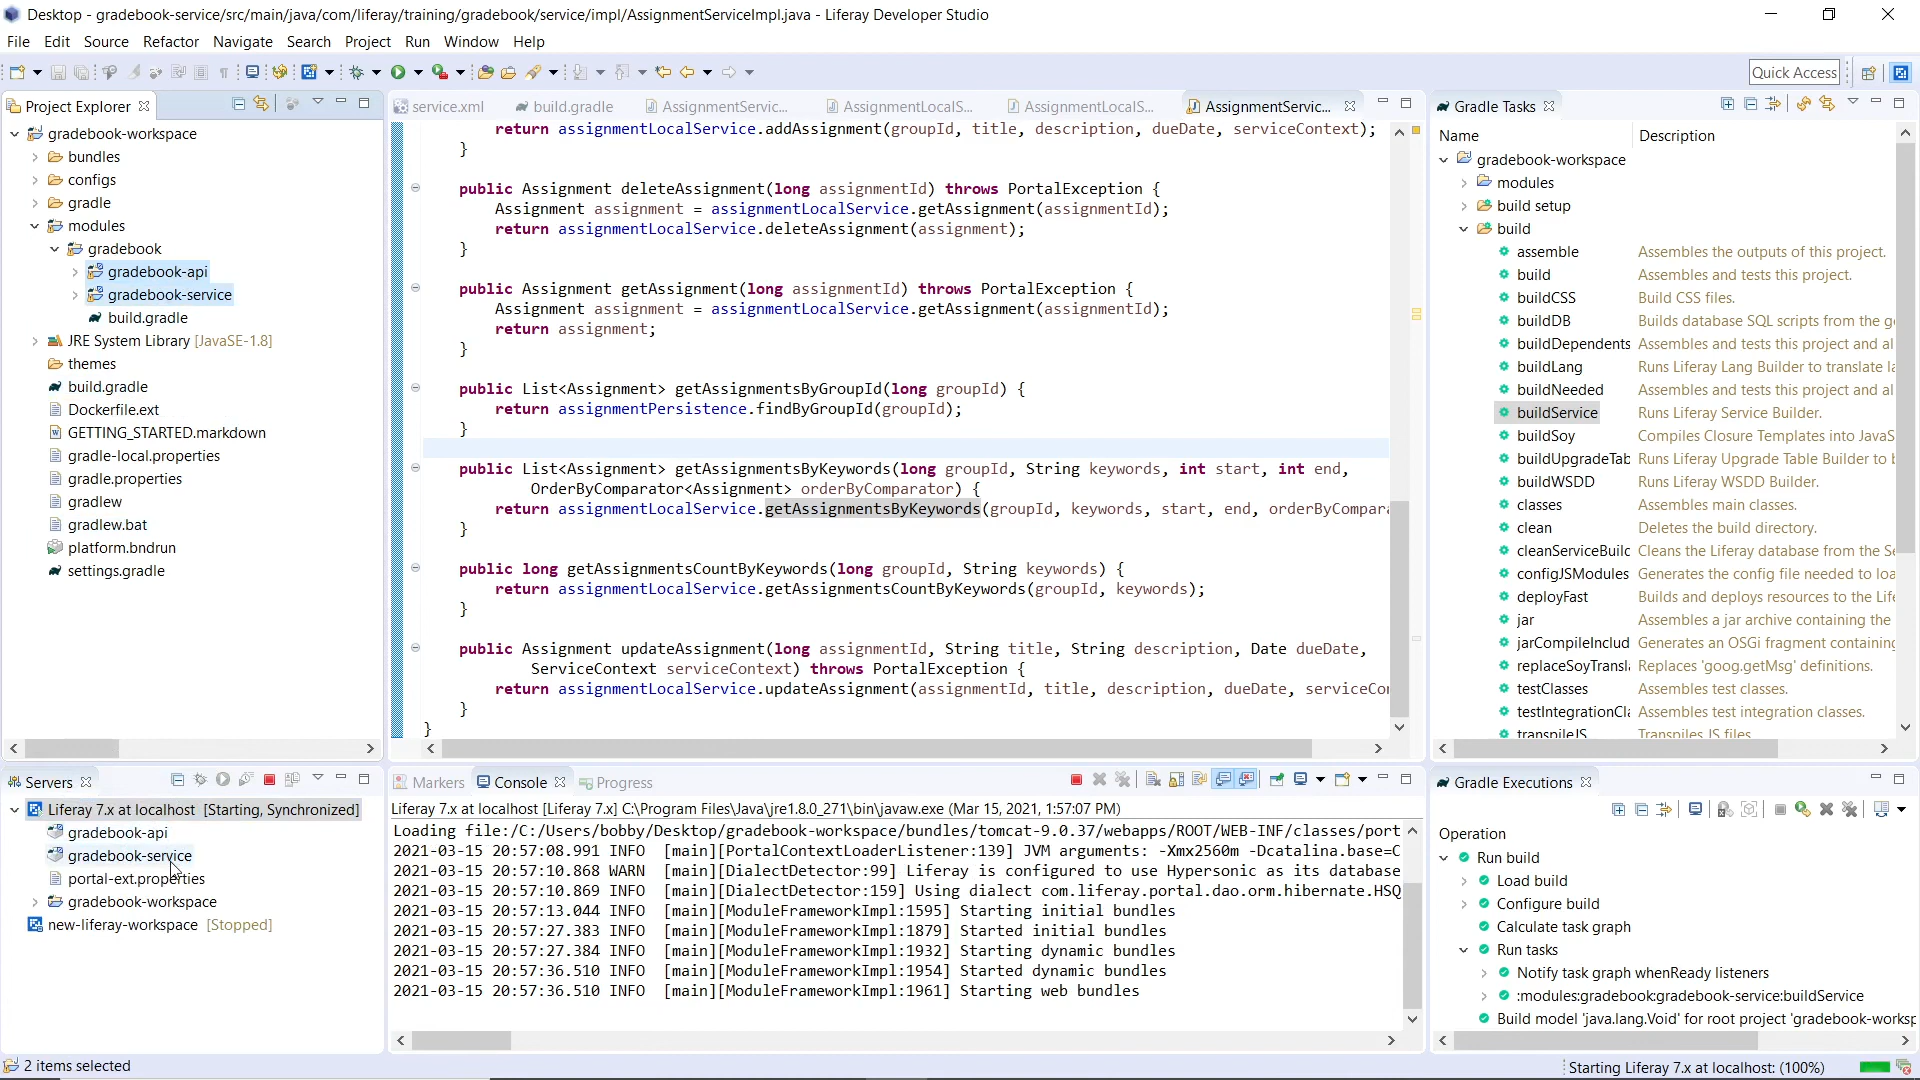 Desktop - gradebook-service/src/main/java/com/liferay/training/gradebook/service/impl/AssignmentServiceImpl.java - Liferay Developer Studio
File Edit Source Refactor Navigate Search Project Run Window Help
Quick Access
Project Explorer
gradebook-workspace
bundles
configs
gradle
modules
gradebook
gradebook-api
gradebook-service
build.gradle
JRE System Library [JavaSE-1.8]
themes
build.gradle
Dockerfile.ext
GETTING_STARTED.markdown
gradle-local.properties
gradle.properties
gradlew
gradlew.bat
platform.bndrun
settings.gradle
service.xml build.gradle AssignmentServic... AssignmentLocalS... AssignmentLocalS... AssignmentServic...
return assignmentLocalService.addAssignment(groupId, title, description, dueDate, serviceContext);
}
public Assignment deleteAssignment(long assignmentId) throws PortalException {
Assignment assignment = assignmentLocalService.getAssignment(assignmentId);
return assignmentLocalService.deleteAssignment(assignment);
}
public Assignment getAssignment(long assignmentId) throws PortalException {
Assignment assignment = assignmentLocalService.getAssignment(assignmentId);
return assignment;
}
public List<Assignment> getAssignmentsByGroupId(long groupId) {
return assignmentPersistence.findByGroupId(groupId);
}
public List<Assignment> getAssignmentsByKeywords(long groupId, String keywords, int start, int end,
OrderByComparator<Assignment> orderByComparator) {
return assignmentLocalService.getAssignmentsByKeywords(groupId, keywords, start, end, orderByCompara
}
public long getAssignmentsCountByKeywords(long groupId, String keywords) {
return assignmentLocalService.getAssignmentsCountByKeywords(groupId, keywords);
}
public Assignment updateAssignment(long assignmentId, String title, String description, Date dueDate,
ServiceContext serviceContext) throws PortalException {
return assignmentLocalService.updateAssignment(assignmentId, title, description, dueDate, serviceCon
}
}
Gradle Tasks
Name Description
gradebook-workspace
modules
build setup
build
assemble Assembles the outputs of this project.
build Assembles and tests this project.
buildCSS Build CSS files.
buildDB Builds database SQL scripts from the g
buildDependents Assembles and tests this project and al
buildLang Runs Liferay Lang Builder to translate la
buildNeeded Assembles and tests this project and al
buildService Runs Liferay Service Builder.
buildSoy Compiles Closure Templates into JavaS
buildUpgradeTab Runs Liferay Upgrade Table Builder to b
buildWSDD Runs Liferay WSDD Builder.
classes Assembles main classes.
clean Deletes the build directory.
cleanServiceBuilc Cleans the Liferay database from the Se
configJSModules Generates the config file needed to loa
deployFast Builds and deploys resources to the Life
jar Assembles a jar archive containing the
jarCompileInclud Generates an OSGi fragment containing
replaceSoyTransl Replaces 'goog.getMsg' definitions.
testClasses Assembles test classes.
testIntegrationCla Assembles test integration classes.
transpileJS Transpiles JS files.
Servers
Liferay 7.x at localhost [Starting, Synchronized]
gradebook-api
gradebook-service
portal-ext.properties
gradebook-workspace
new-liferay-workspace [Stopped]
Markers Console Progress
Liferay 7.x at localhost [Liferay 7.x] C:\Program Files\Java\jre1.8.0_271\bin\javaw.exe (Mar 15, 2021, 1:57:07 PM)
Loading file:/C:/Users/bobby/Desktop/gradebook-workspace/bundles/tomcat-9.0.37/webapps/ROOT/WEB-INF/classes/port
2021-03-15 20:57:08.991 INFO [main][PortalContextLoaderListener:139] JVM arguments: -Xmx2560m -Dcatalina.base=C
2021-03-15 20:57:10.868 WARN [main][DialectDetector:99] Liferay is configured to use Hypersonic as its database
2021-03-15 20:57:10.869 INFO [main][DialectDetector:159] Using dialect com.liferay.portal.dao.orm.hibernate.HSQ
2021-03-15 20:57:13.044 INFO [main][ModuleFrameworkImpl:1595] Starting initial bundles
2021-03-15 20:57:27.383 INFO [main][ModuleFrameworkImpl:1879] Started initial bundles
2021-03-15 20:57:27.384 INFO [main][ModuleFrameworkImpl:1932] Starting dynamic bundles
2021-03-15 20:57:36.510 INFO [main][ModuleFrameworkImpl:1954] Started dynamic bundles
2021-03-15 20:57:36.510 INFO [main][ModuleFrameworkImpl:1961] Starting web bundles
Gradle Executions
Operation
Run build
Load build
Configure build
Calculate task graph
Run tasks
Notify task graph whenReady listeners
:modules:gradebook:gradebook-service:buildService
Build model 'java.lang.Void' for root project 'gradebook-worksp
2 items selected
Starting Liferay 7.x at localhost: (100%)